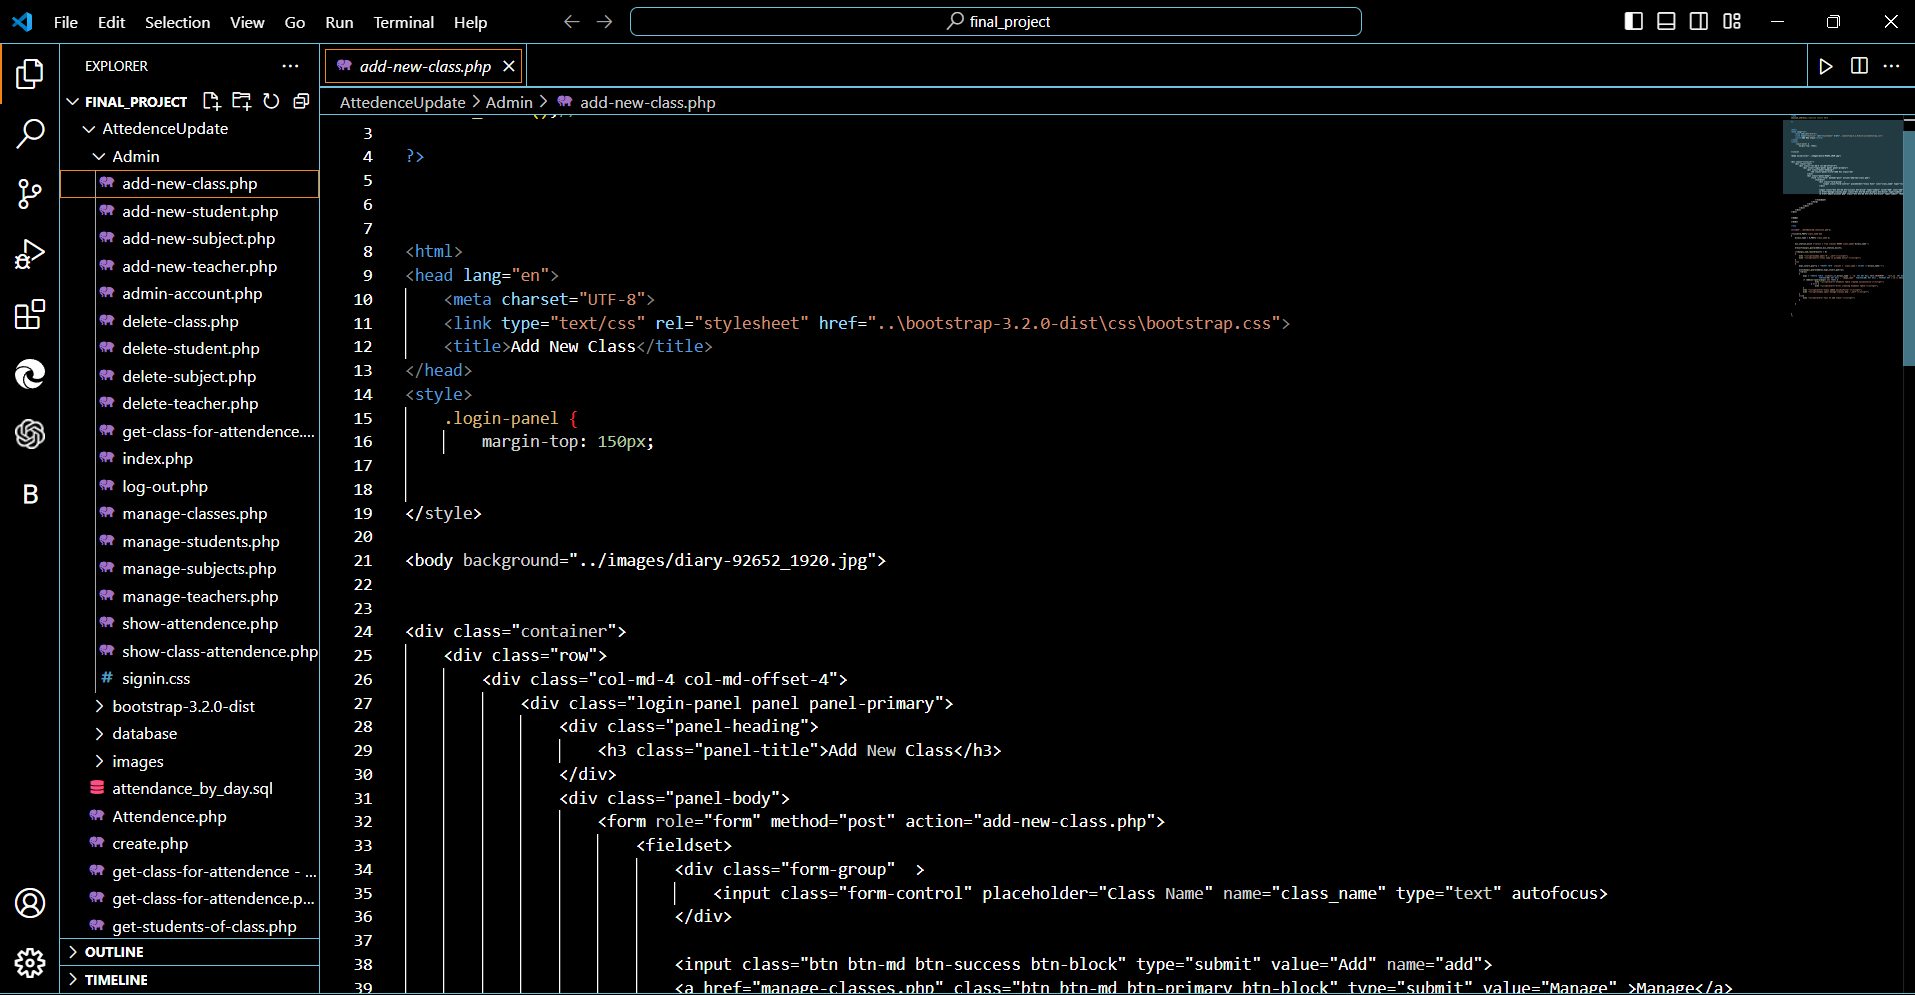 File Edit Selection View Go Run Terminal Help
final_project
EXPLORER
FINAL_PROJECT
AttedenceUpdate
Admin
add-new-class.php
add-new-student.php
add-new-subject.php
add-new-teacher.php
admin-account.php
delete-class.php
delete-student.php
delete-subject.php
delete-teacher.php
get-class-for-attendence....
index.php
log-out.php
manage-classes.php
manage-students.php
manage-subjects.php
manage-teachers.php
show-attendence.php
show-class-attendence.php
# signin.css
bootstrap-3.2.0-dist
database
images
attendance_by_day.sql
Attendence.php
create.php
get-class-for-attendence - ...
get-class-for-attendence.p...
get-students-of-class.php
OUTLINE
TIMELINE
B
add-new-class.php
AttedenceUpdate > Admin > add-new-class.php
3
4 ?>
5
6
7
8 <html>
9 <head lang="en">
10 <meta charset="UTF-8">
11 <link type="text/css" rel="stylesheet" href="..\bootstrap-3.2.0-dist\css\bootstrap.css">
12 <title>Add New Class</title>
13 </head>
14 <style>
15 .login-panel {
16 margin-top: 150px;
17
18
19 </style>
20
21 <body background="../images/diary-92652_1920.jpg">
22
23
24 <div class="container">
25 <div class="row">
26 <div class="col-md-4 col-md-offset-4">
27 <div class="login-panel panel panel-primary">
28 <div class="panel-heading">
29 <h3 class="panel-title">Add New Class</h3>
30 </div>
31 <div class="panel-body">
32 <form role="form" method="post" action="add-new-class.php">
33 <fieldset>
34 <div class="form-group"  >
35 <input class="form-control" placeholder="Class Name" name="class_name" type="text" autofocus>
36 </div>
37
38 <input class="btn btn-md btn-success btn-block" type="submit" value="Add" name="add">
39 <a href="manage-classes.php" class="btn btn-md btn-primary btn-block" type="submit" value="Manage" >Manage</a>